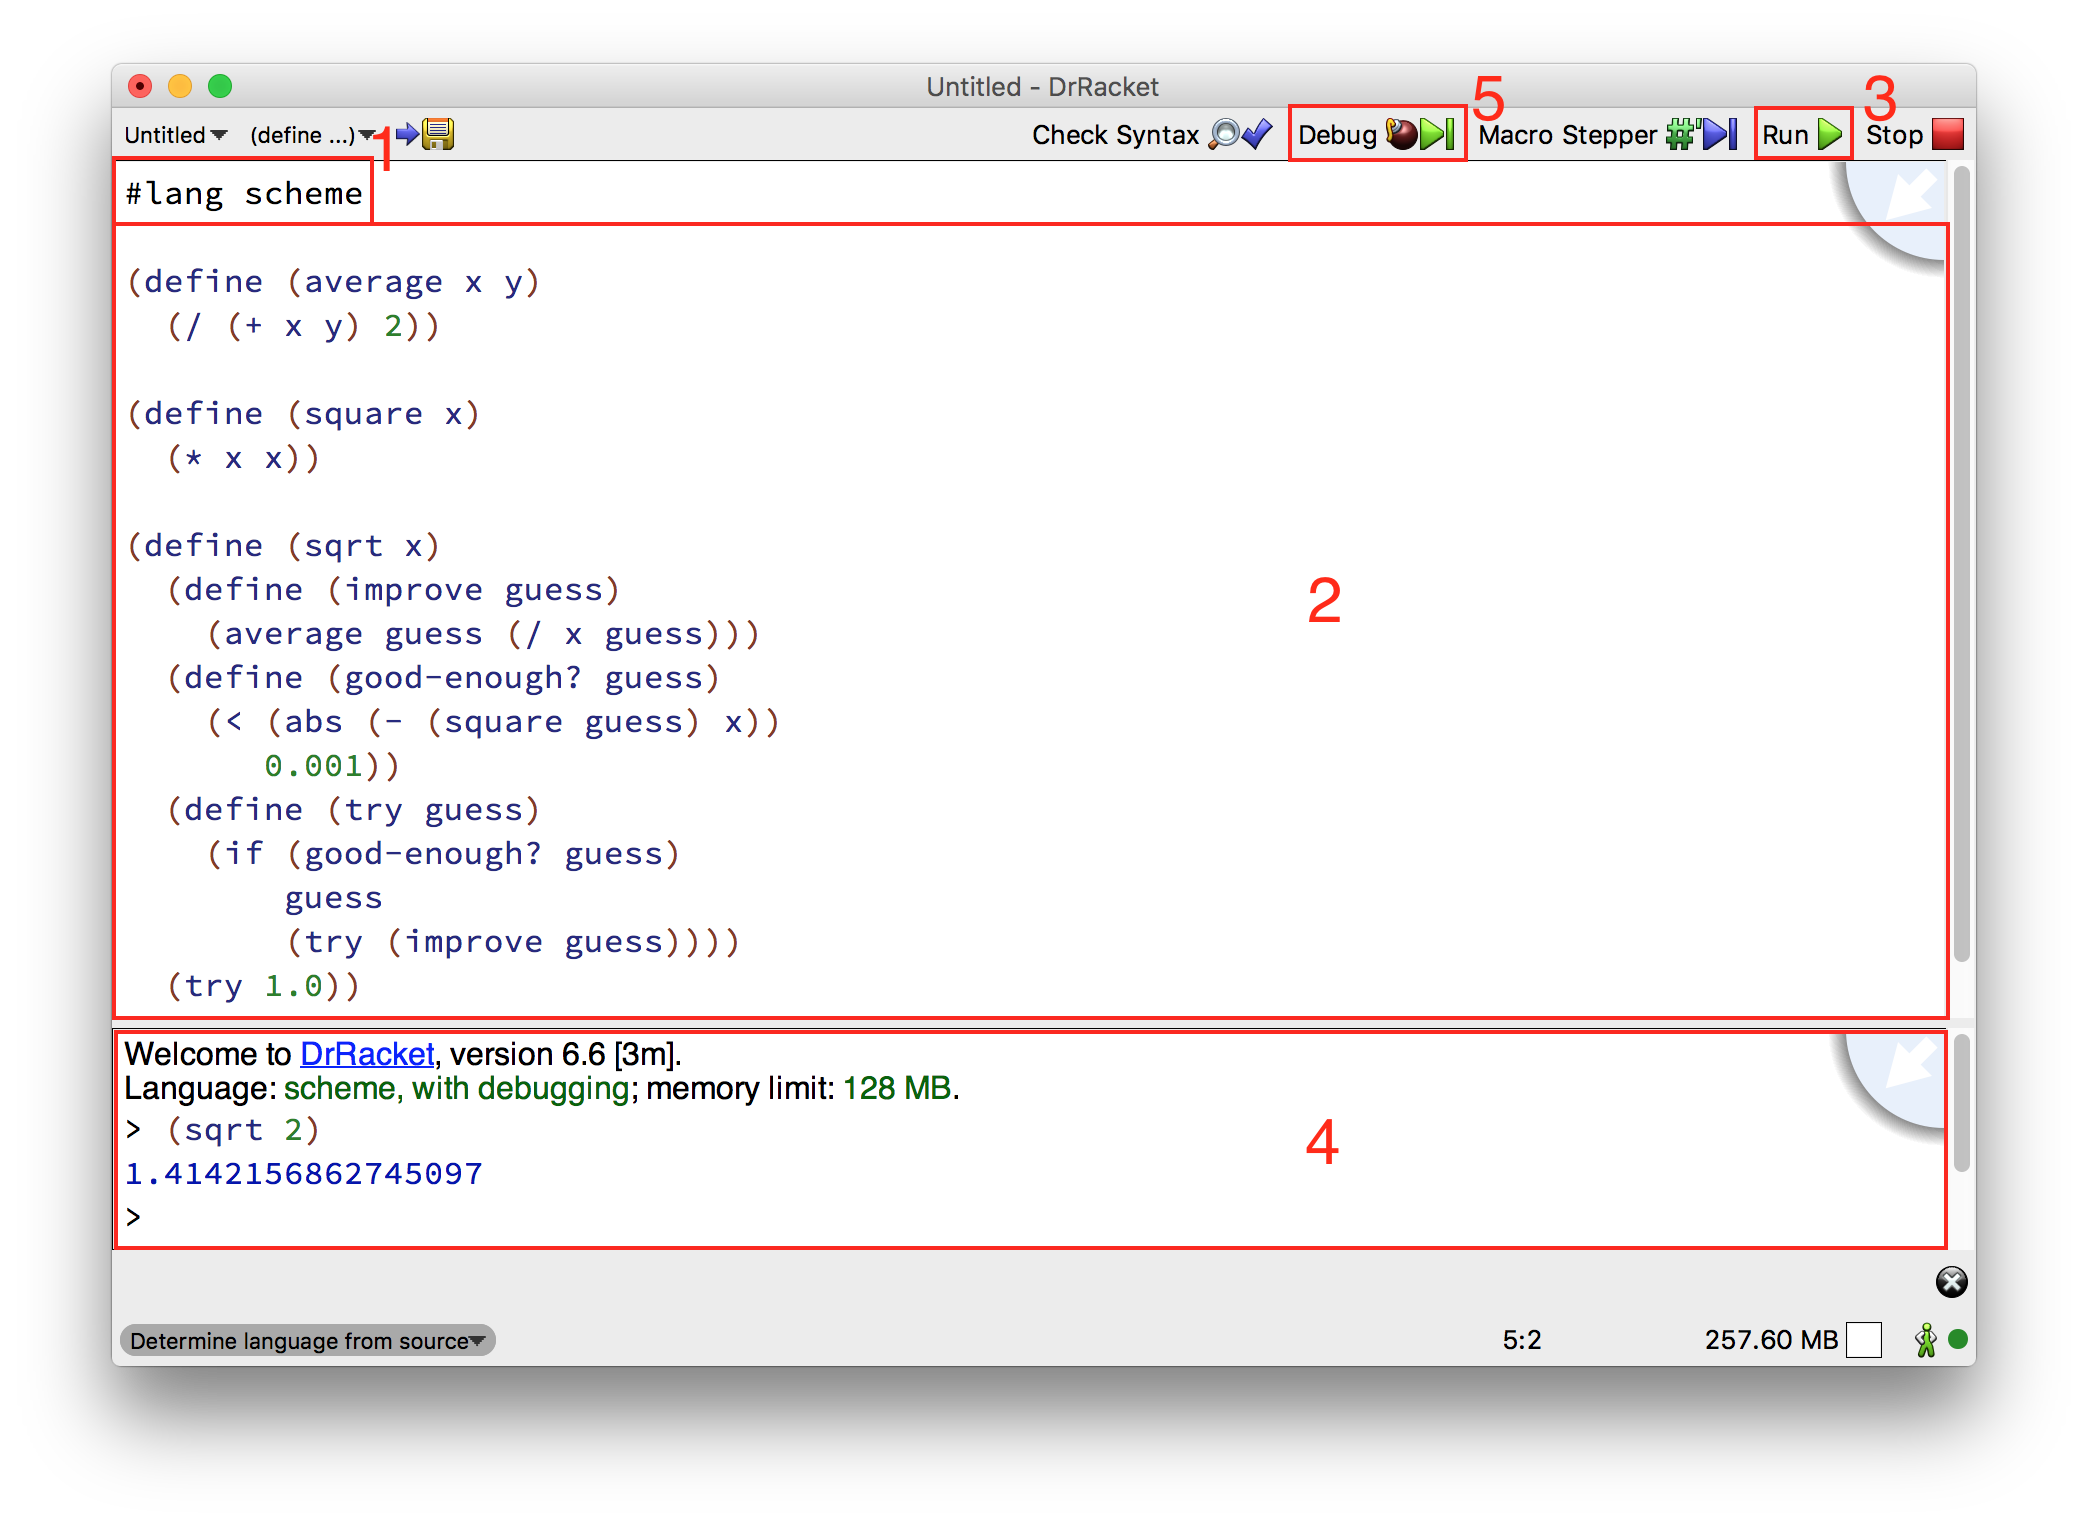 Untitled - DrRacket
5
3
Untitled (define ...) 1 Check Syntax Debug Macro Stepper #' Run Stop
#lang scheme
(define (average x y)
  (/ (+ x y) 2))
(define (square x)
  (* x x))
(define (sqrt x)
  (define (improve guess)
    (average guess (/ x guess)))
2
  (define (good-enough? guess)
    (< (abs (- (square guess) x))
       0.001))
  (define (try guess)
    (if (good-enough? guess)
        guess
        (try (improve guess))))
  (try 1.0))
Welcome to DrRacket, version 6.6 [3m].
Language: scheme, with debugging; memory limit: 128 MB.
> (sqrt 2)
4
1.4142156862745097
>
Determine language from source 5:2 257.60 MB